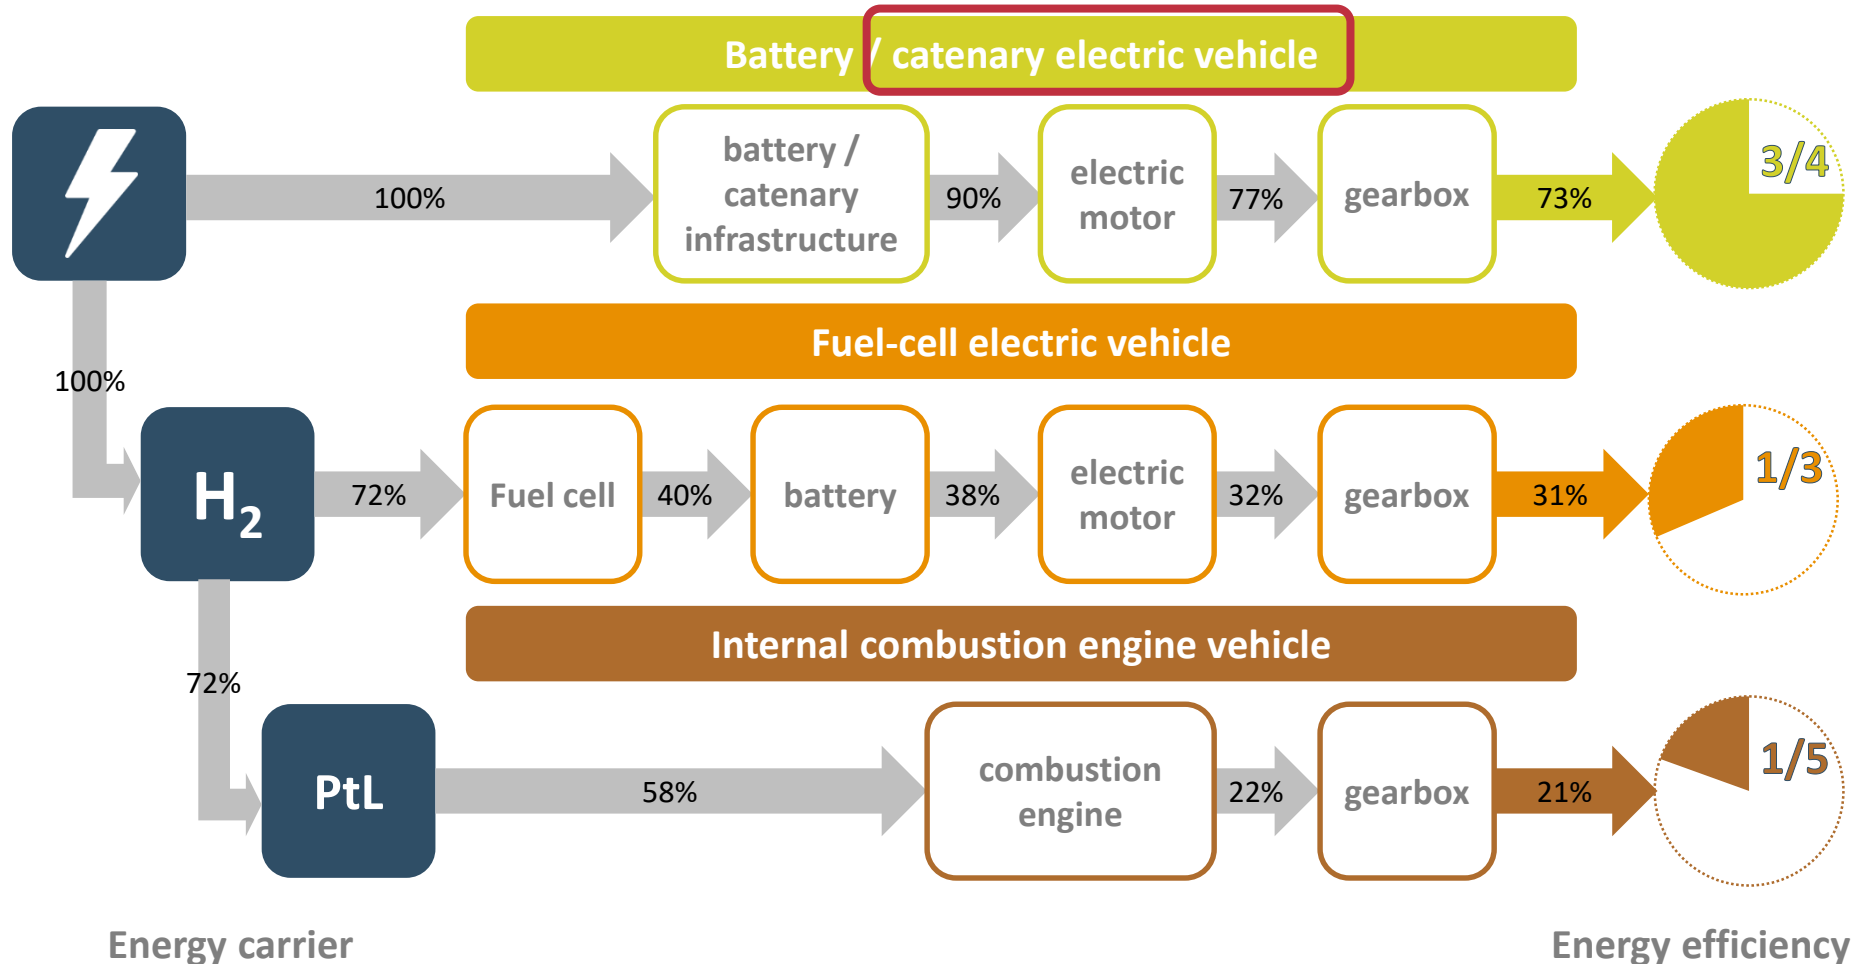 Battery / catenary electric vehicle
battery /
catenary
infrastructure
electric
motor
gearbox
100%
90%
77%
73%
3/4
Fuel-cell electric vehicle
100%
H2
72%
Fuel cell
40%
battery
38%
electric
motor
32%
gearbox
31%
1/3
Internal combustion engine vehicle
72%
PtL
58%
combustion
engine
22%
gearbox
21%
1/5
Energy carrier
Energy efficiency